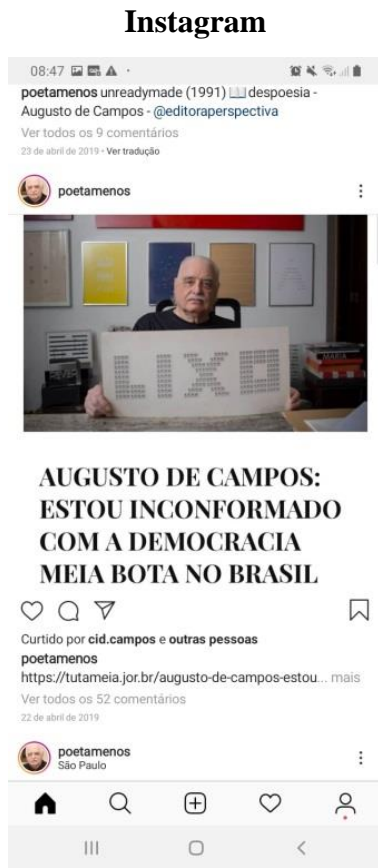 Instagram
08:47
poetamenos unreadymade (1991) despoesia -
Augusto de Campos - @editoraperspectiva
Ver todos os 9 comentários
23 de abril de 2019 • Ver tradução
poetamenos
MARIA
LIXO
AUGUSTO DE CAMPOS:
ESTOU INCONFORMADO
COM A DEMOCRACIA
MEIA BOTA NO BRASIL
Curtido por cid.campos e outras pessoas
poetamenos
https://tutameia.jor.br/augusto-de-campos-estou... mais
Ver todos os 52 comentários
22 de abril de 2019
poetamenos
São Paulo